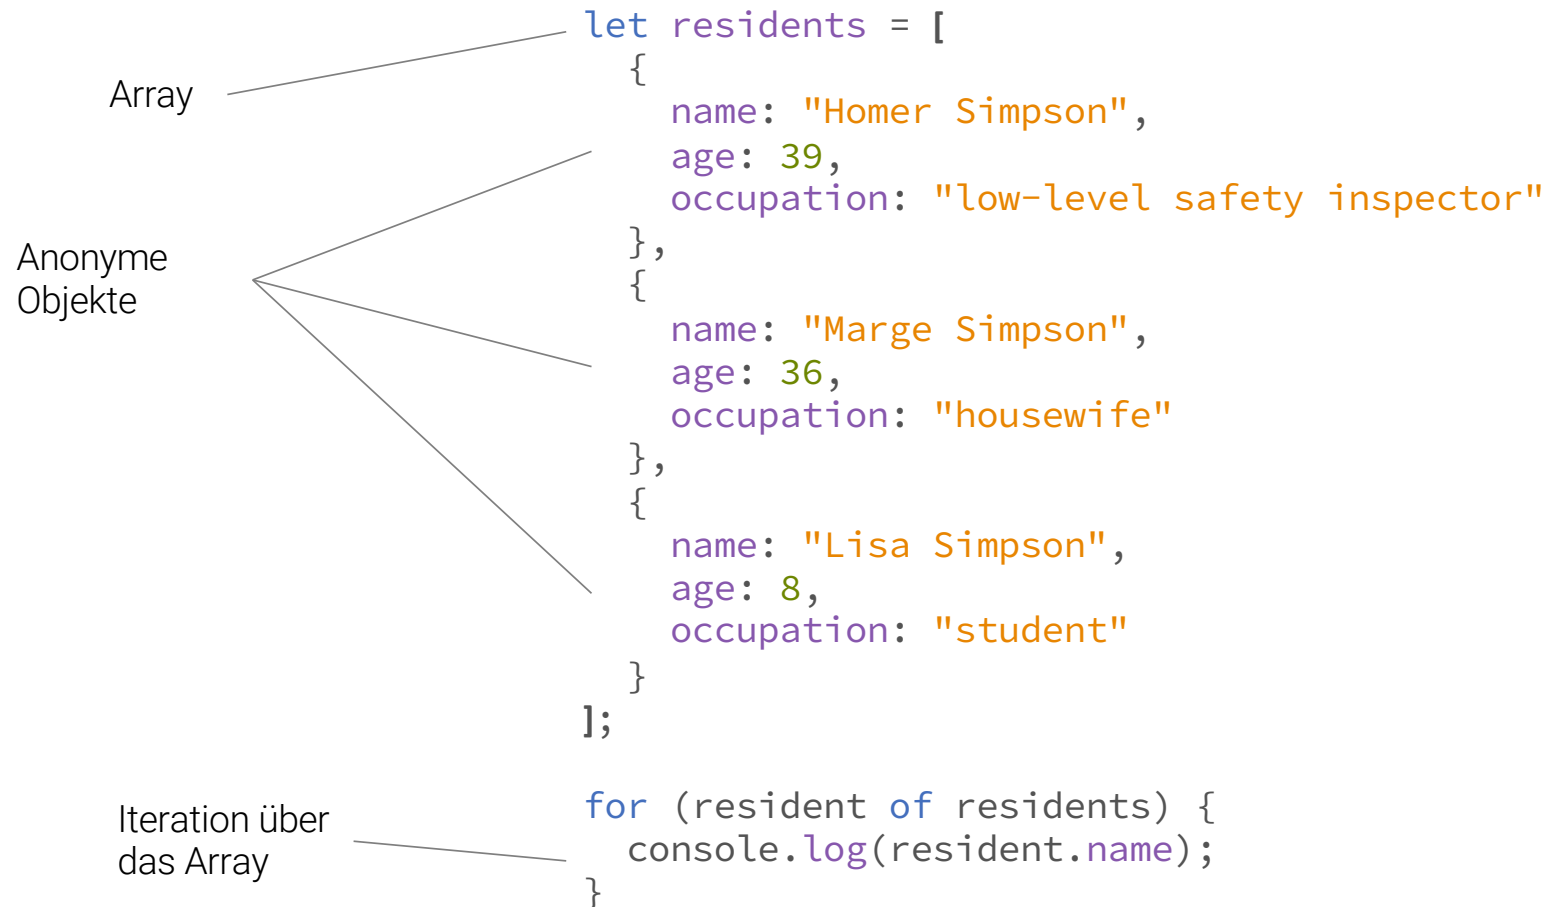 let residents = [
{
Array
name: "Homer Simpson",
age: 39,
occupation: "low-level safety inspector"
},
Anonyme
Objekte
{
name: "Marge Simpson",
age: 36,
occupation: "housewife"
},
{
name: "Lisa Simpson",
age: 8,
occupation: "student"
}
];
Iteration über
das Array
for (resident of residents) {
console.log(resident.name);
}